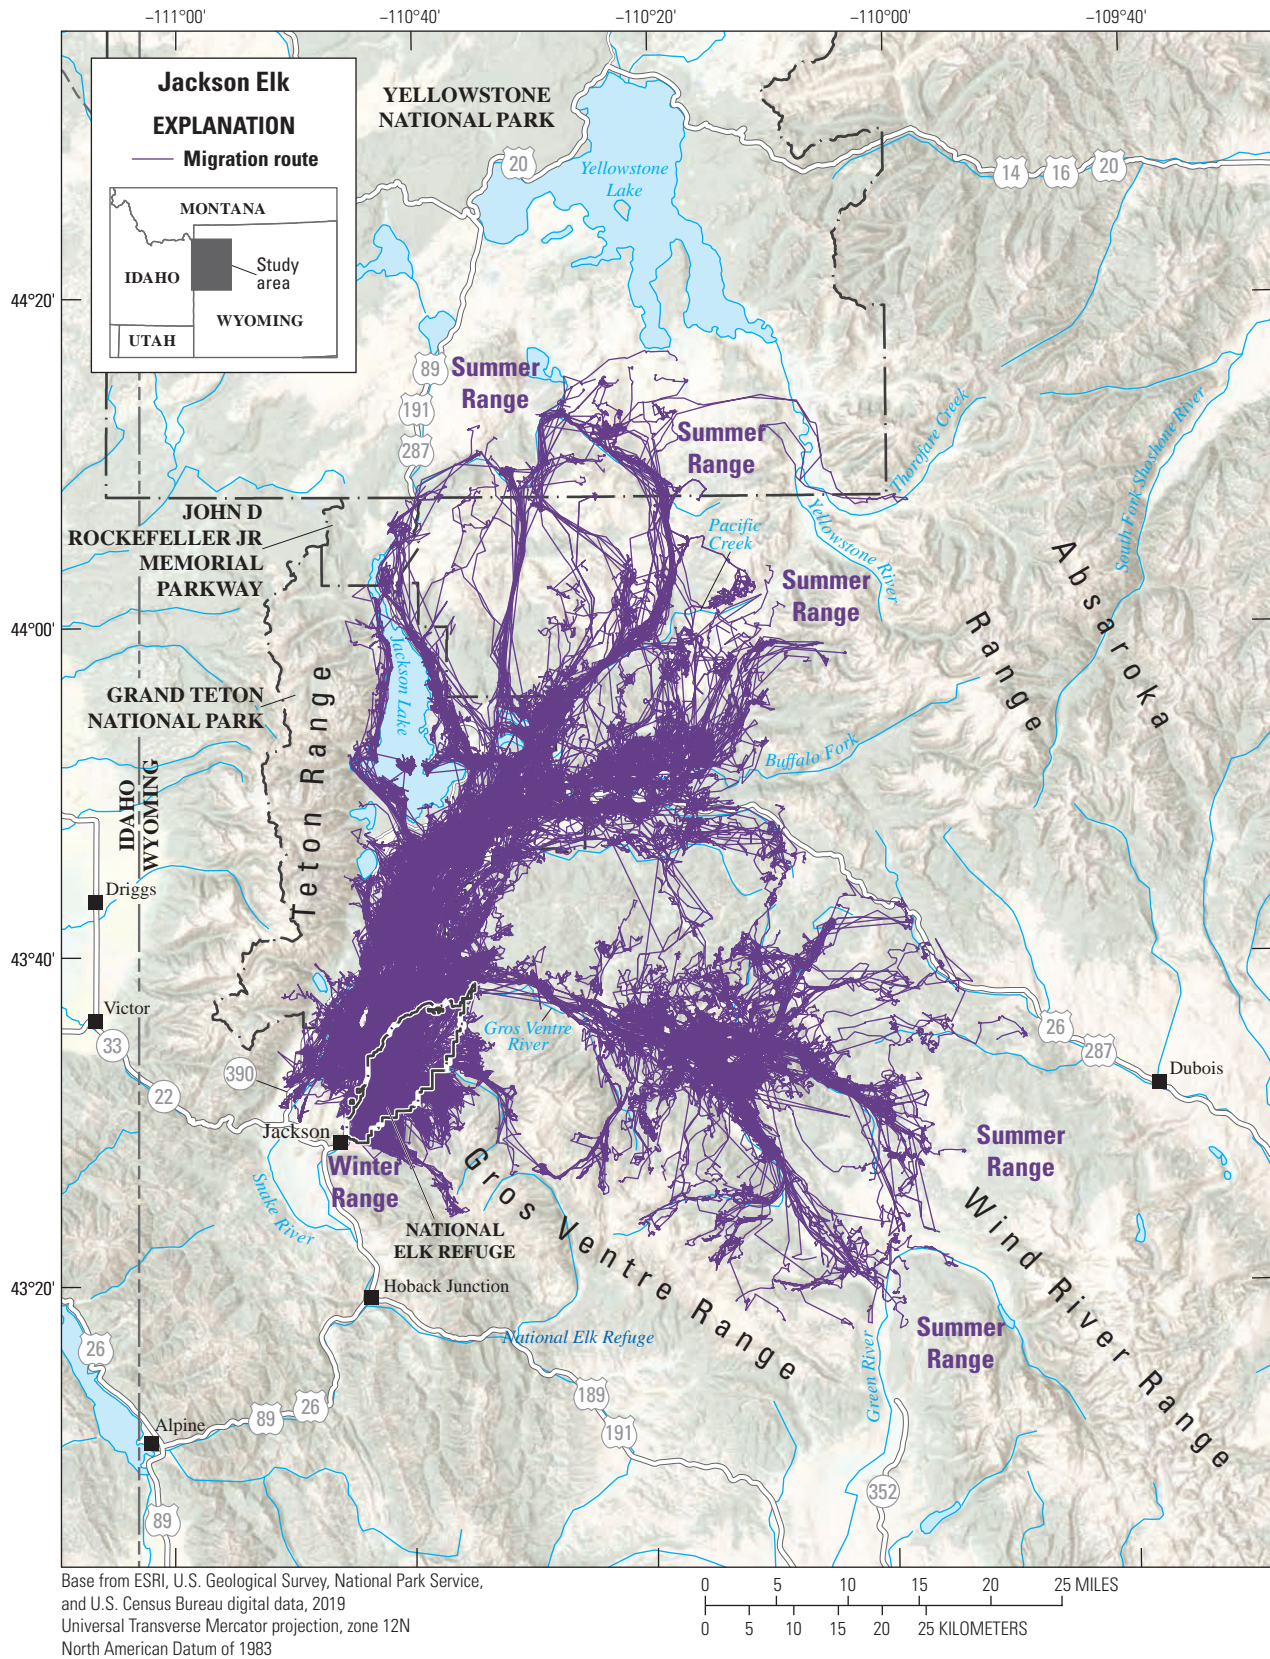 −111°00'
−110°40'
−110°20'
−110°00'
−109°40'
Jackson Elk
EXPLANATION
Migration route
MONTANA
IDAHO
Study
area
WYOMING
UTAH
YELLOWSTONE
NATIONAL PARK
20
Yellowstone
Lake
14
16
20
44°20'
89
191
287
Summer
Range
Summer
Range
Thorofare Creek
South Fork Shoshone River
JOHN D
ROCKEFELLER JR
MEMORIAL
PARKWAY
Pacific
Creek
Yellowstone River
Summer
Range
Absaroka
Range
44°00'
Jackson Lake
GRAND TETON
NATIONAL PARK
Teton Range
Buffalo Fork
IDAHO
WYOMING
Driggs
43°40'
Victor
33
22
390
Gros Ventre
River
26
287
Dubois
Jackson
Winter
Range
Snake River
NATIONAL
ELK REFUGE
Gros Ventre Range
Summer
Range
Wind River Range
43°20'
Hoback Junction
National Elk Refuge
Green River
Summer
Range
26
89
26
189
191
Alpine
89
352
Base from ESRI, U.S. Geological Survey, National Park Service,
and U.S. Census Bureau digital data, 2019
Universal Transverse Mercator projection, zone 12N
North American Datum of 1983
0 5 10 15 20 25 MILES
0 5 10 15 20 25 KILOMETERS